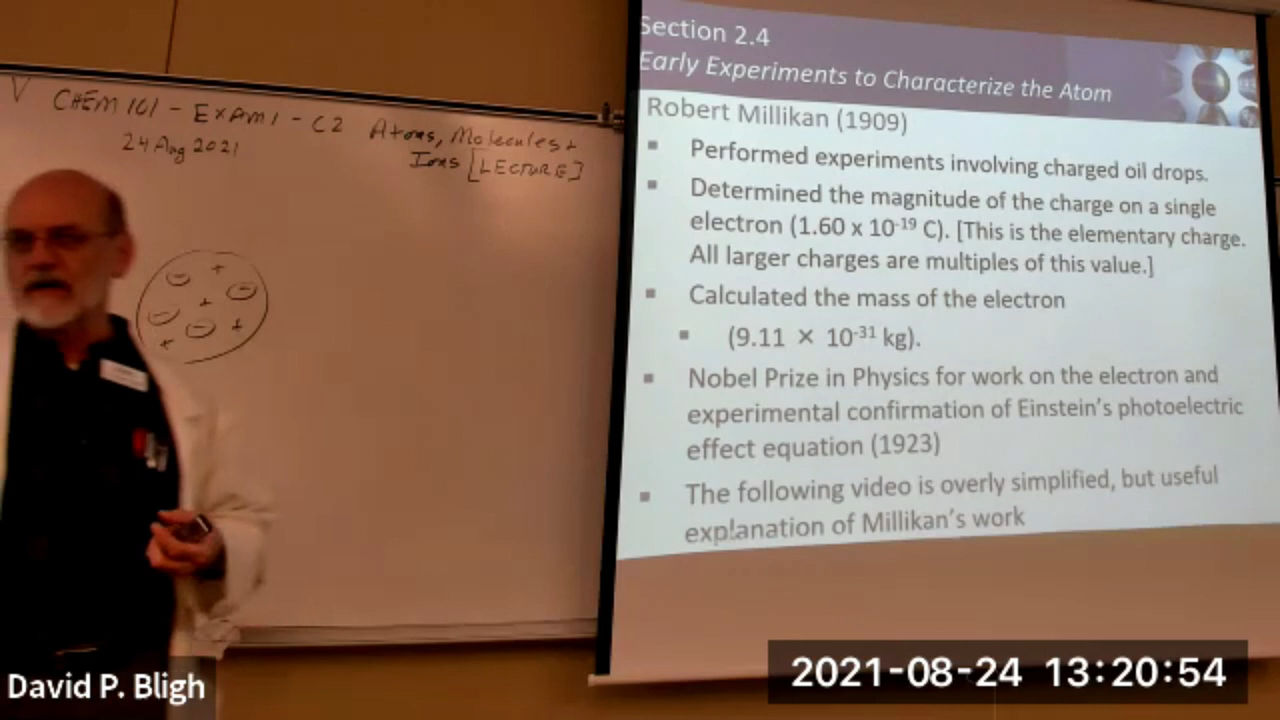 CHEM 101 - EXAM 1 - C2 Atoms, Molecules +
24 Aug 2021 Ions [LECTURE]
Section 2.4
Early Experiments to Characterize the Atom
Robert Millikan (1909)
▪ Performed experiments involving charged oil drops.
▪ Determined the magnitude of the charge on a single
electron (1.60 x 10⁻¹⁹ C). [This is the elementary charge.
All larger charges are multiples of this value.]
▪ Calculated the mass of the electron
▪ (9.11 × 10⁻³¹ kg).
▪ Nobel Prize in Physics for work on the electron and
experimental confirmation of Einstein's photoelectric
effect equation (1923)
▪ The following video is overly simplified, but useful
explanation of Millikan's work
David P. Bligh
2021-08-24 13:20:54